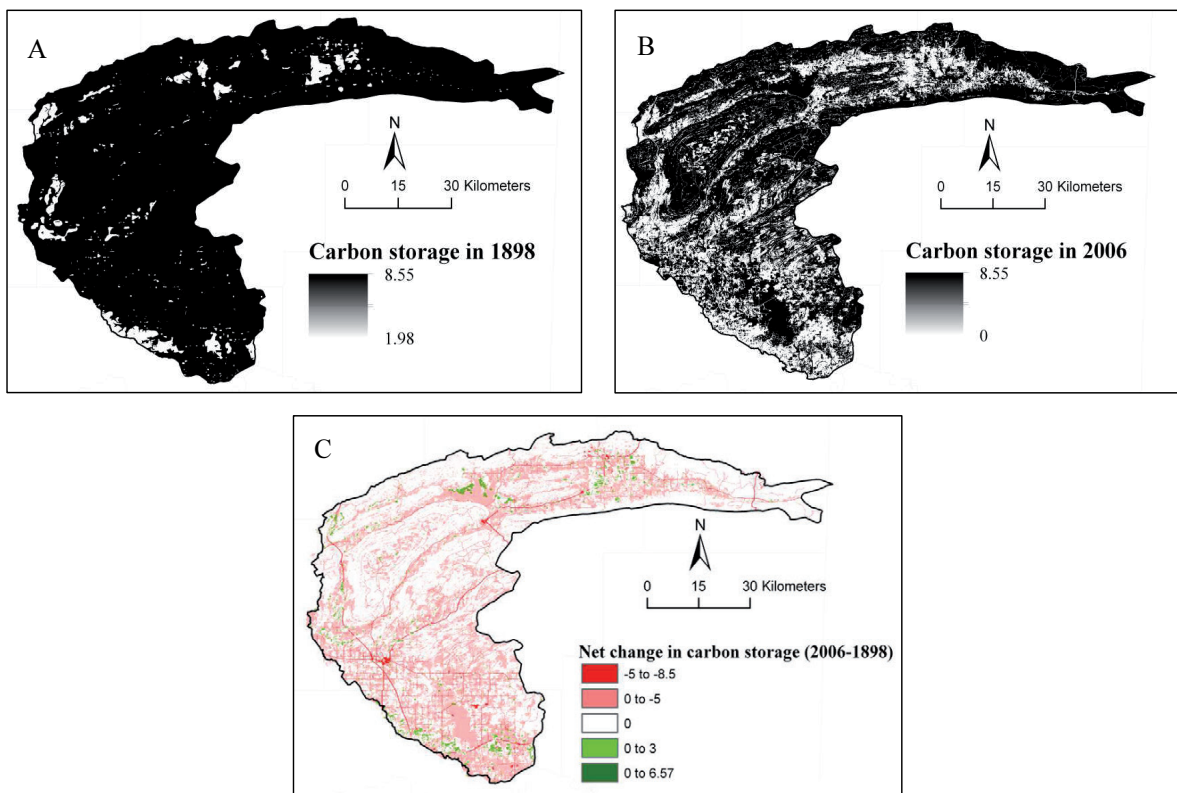 A
N
0 15 30 Kilometers
Carbon storage in 1898
8.55
1.98
B
N
0 15 30 Kilometers
Carbon storage in 2006
8.55
0
C
N
0 15 30 Kilometers
Net change in carbon storage (2006-1898)
-5 to -8.5
0 to -5
0
0 to 3
0 to 6.57